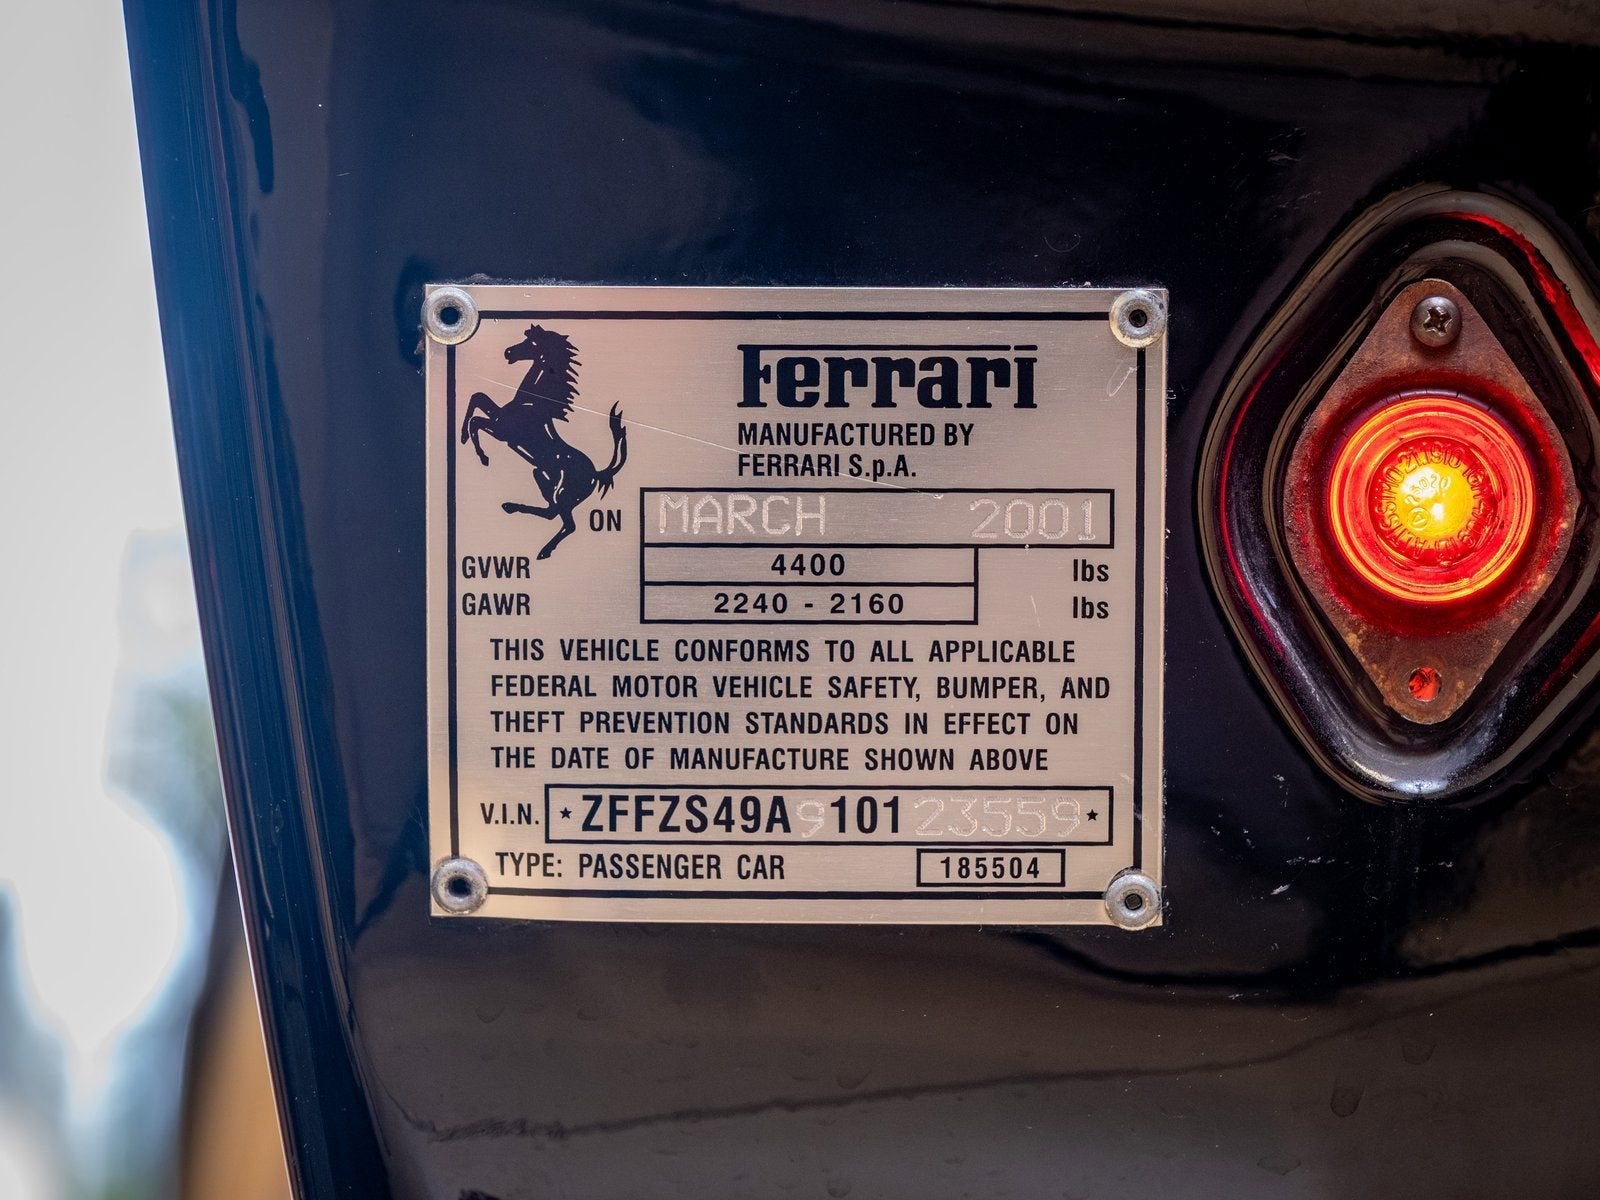 Ferrari
MANUFACTURED BY
FERRARI S.p.A.
ON MARCH 2001
GVWR 4400 lbs
GAWR 2240 - 2160 lbs
THIS VEHICLE CONFORMS TO ALL APPLICABLE
FEDERAL MOTOR VEHICLE SAFETY, BUMPER, AND
THEFT PREVENTION STANDARDS IN EFFECT ON
THE DATE OF MANUFACTURE SHOWN ABOVE
V.I.N. ★ZFFZS49A910123559★
TYPE: PASSENGER CAR 185504